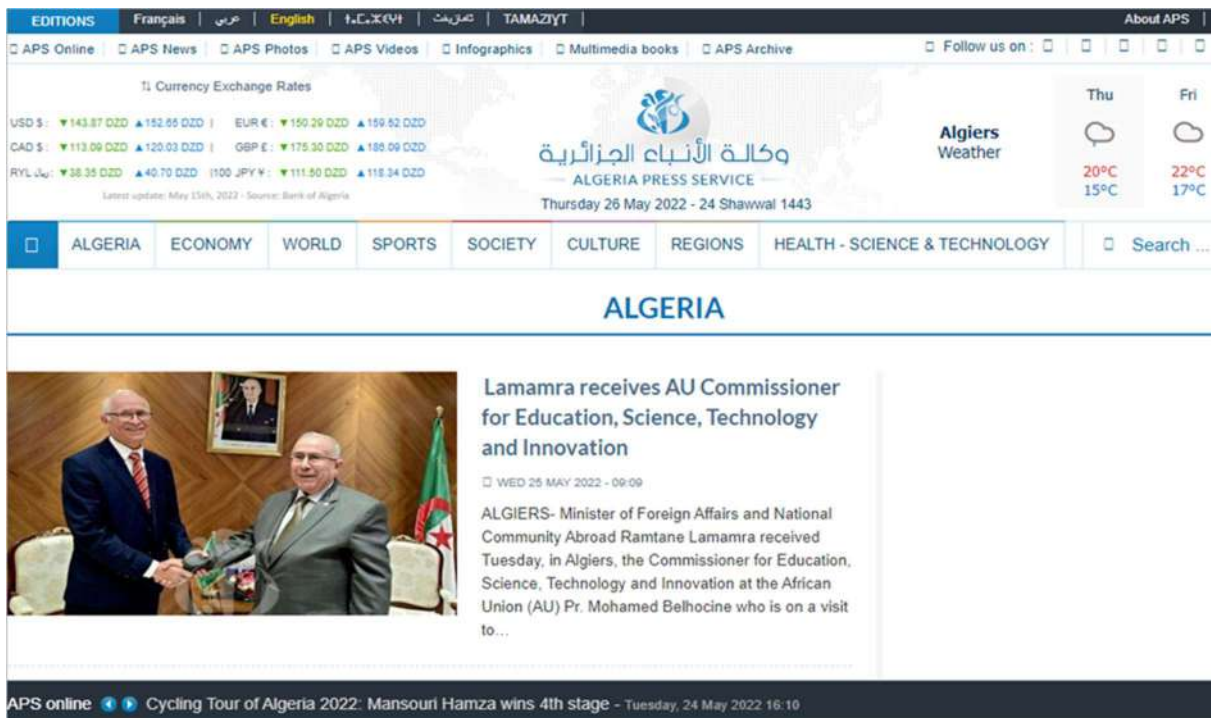 EDITIONS Français | عربي | English | ⵜⴰⵎⴰⵣⵉⵖⵜ | تمازيغت | TAMAZIƔT | About APS |
APS Online APS News APS Photos APS Videos Infographics Multimedia books APS Archive Follow us on :
Currency Exchange Rates
USD $ : ▼143.87 DZD ▲152.65 DZD | EUR € : ▼150.29 DZD ▲159.62 DZD
CAD $ : ▼113.09 DZD ▲120.03 DZD | GBP £ : ▼175.30 DZD ▲186.09 DZD
RYL ريال: ▼38.35 DZD ▲40.70 DZD |100 JPY ¥ : ▼111.50 DZD ▲118.34 DZD
Latest update: May 15th, 2022 - Source: Bank of Algeria
وكالة الأنباء الجزائرية
ALGERIA PRESS SERVICE
Thursday 26 May 2022 - 24 Shawwal 1443
Algiers
Weather
Thu Fri
20°C 22°C
15°C 17°C
ALGERIA ECONOMY WORLD SPORTS SOCIETY CULTURE REGIONS HEALTH - SCIENCE & TECHNOLOGY Search ...
ALGERIA
Lamamra receives AU Commissioner
for Education, Science, Technology
and Innovation
WED 25 MAY 2022 - 09:09
ALGIERS- Minister of Foreign Affairs and National
Community Abroad Ramtane Lamamra received
Tuesday, in Algiers, the Commissioner for Education,
Science, Technology and Innovation at the African
Union (AU) Pr. Mohamed Belhocine who is on a visit
to…
APS online Cycling Tour of Algeria 2022: Mansouri Hamza wins 4th stage - Tuesday, 24 May 2022 16:10